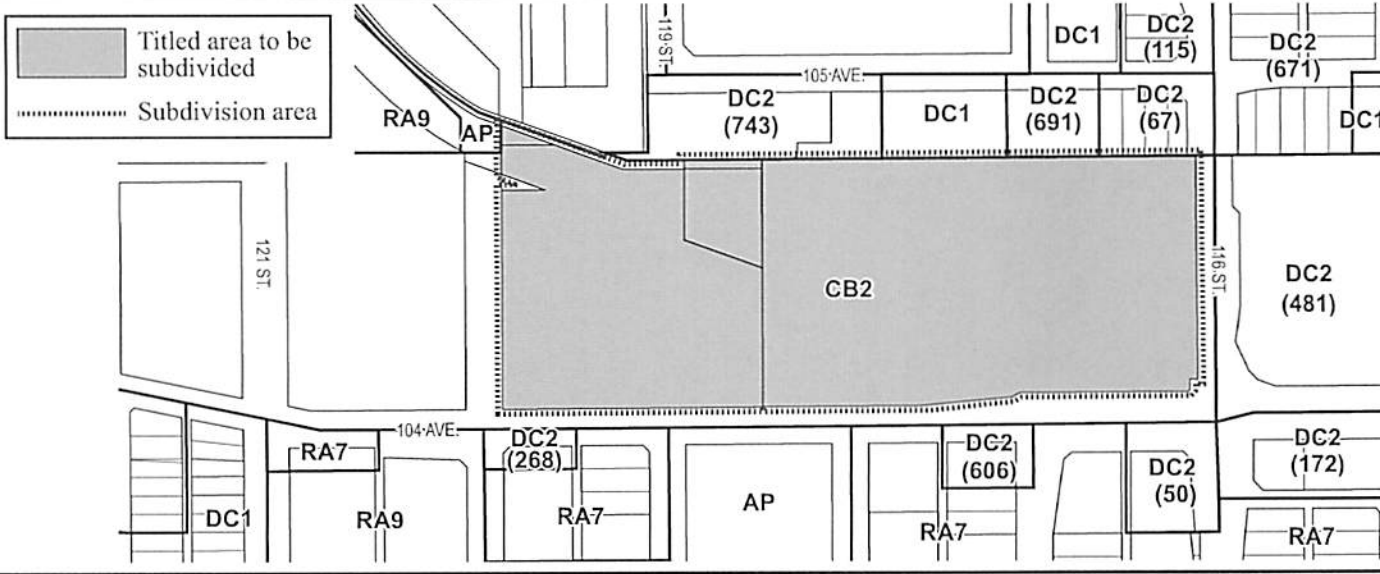 Titled area to be
subdivided
Subdivision area
119 ST.
DC1
DC2
(115)
DC2
(671)
105 AVE.
RA9
AP
DC2
(743)
DC1
DC2
(691)
DC2
(67)
DC1
121 ST.
116 ST.
CB2
DC2
(481)
104 AVE.
RA7
DC2
(268)
DC2
(606)
DC2
(50)
DC2
(172)
DC1
RA9
RA7
AP
RA7
RA7